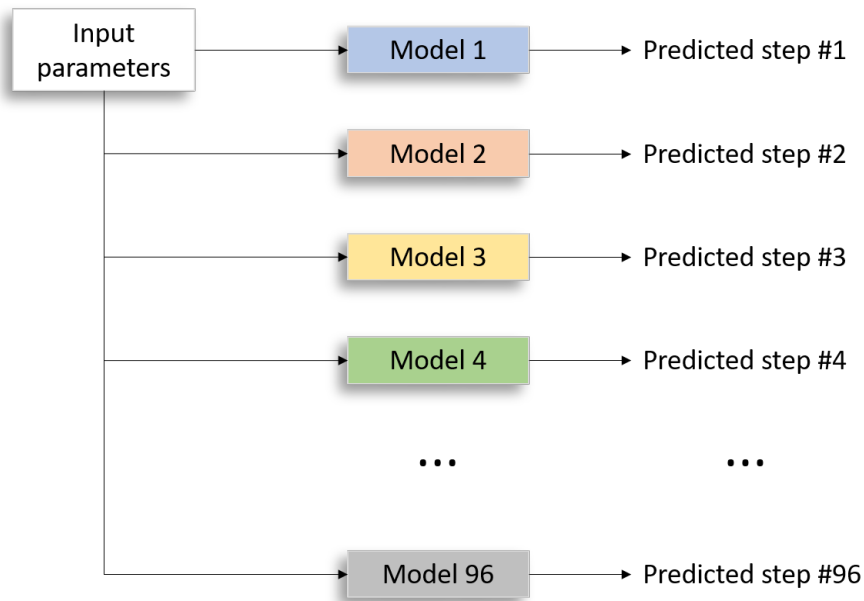 Input
parameters
Model 1
Predicted step #1
Model 2
Predicted step #2
Model 3
Predicted step #3
Model 4
Predicted step #4
... ...
Model 96
Predicted step #96